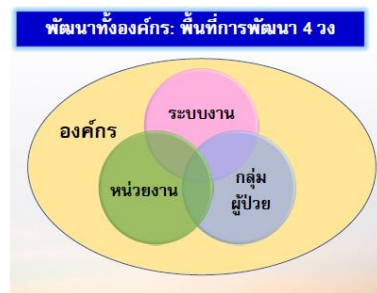 พัฒนาทั้งองค์กร: พื้นที่การพัฒนา 4 วง
ระบบงาน
องค์กร
หน่วยงาน
กลุ่ม
ผู้ป่วย